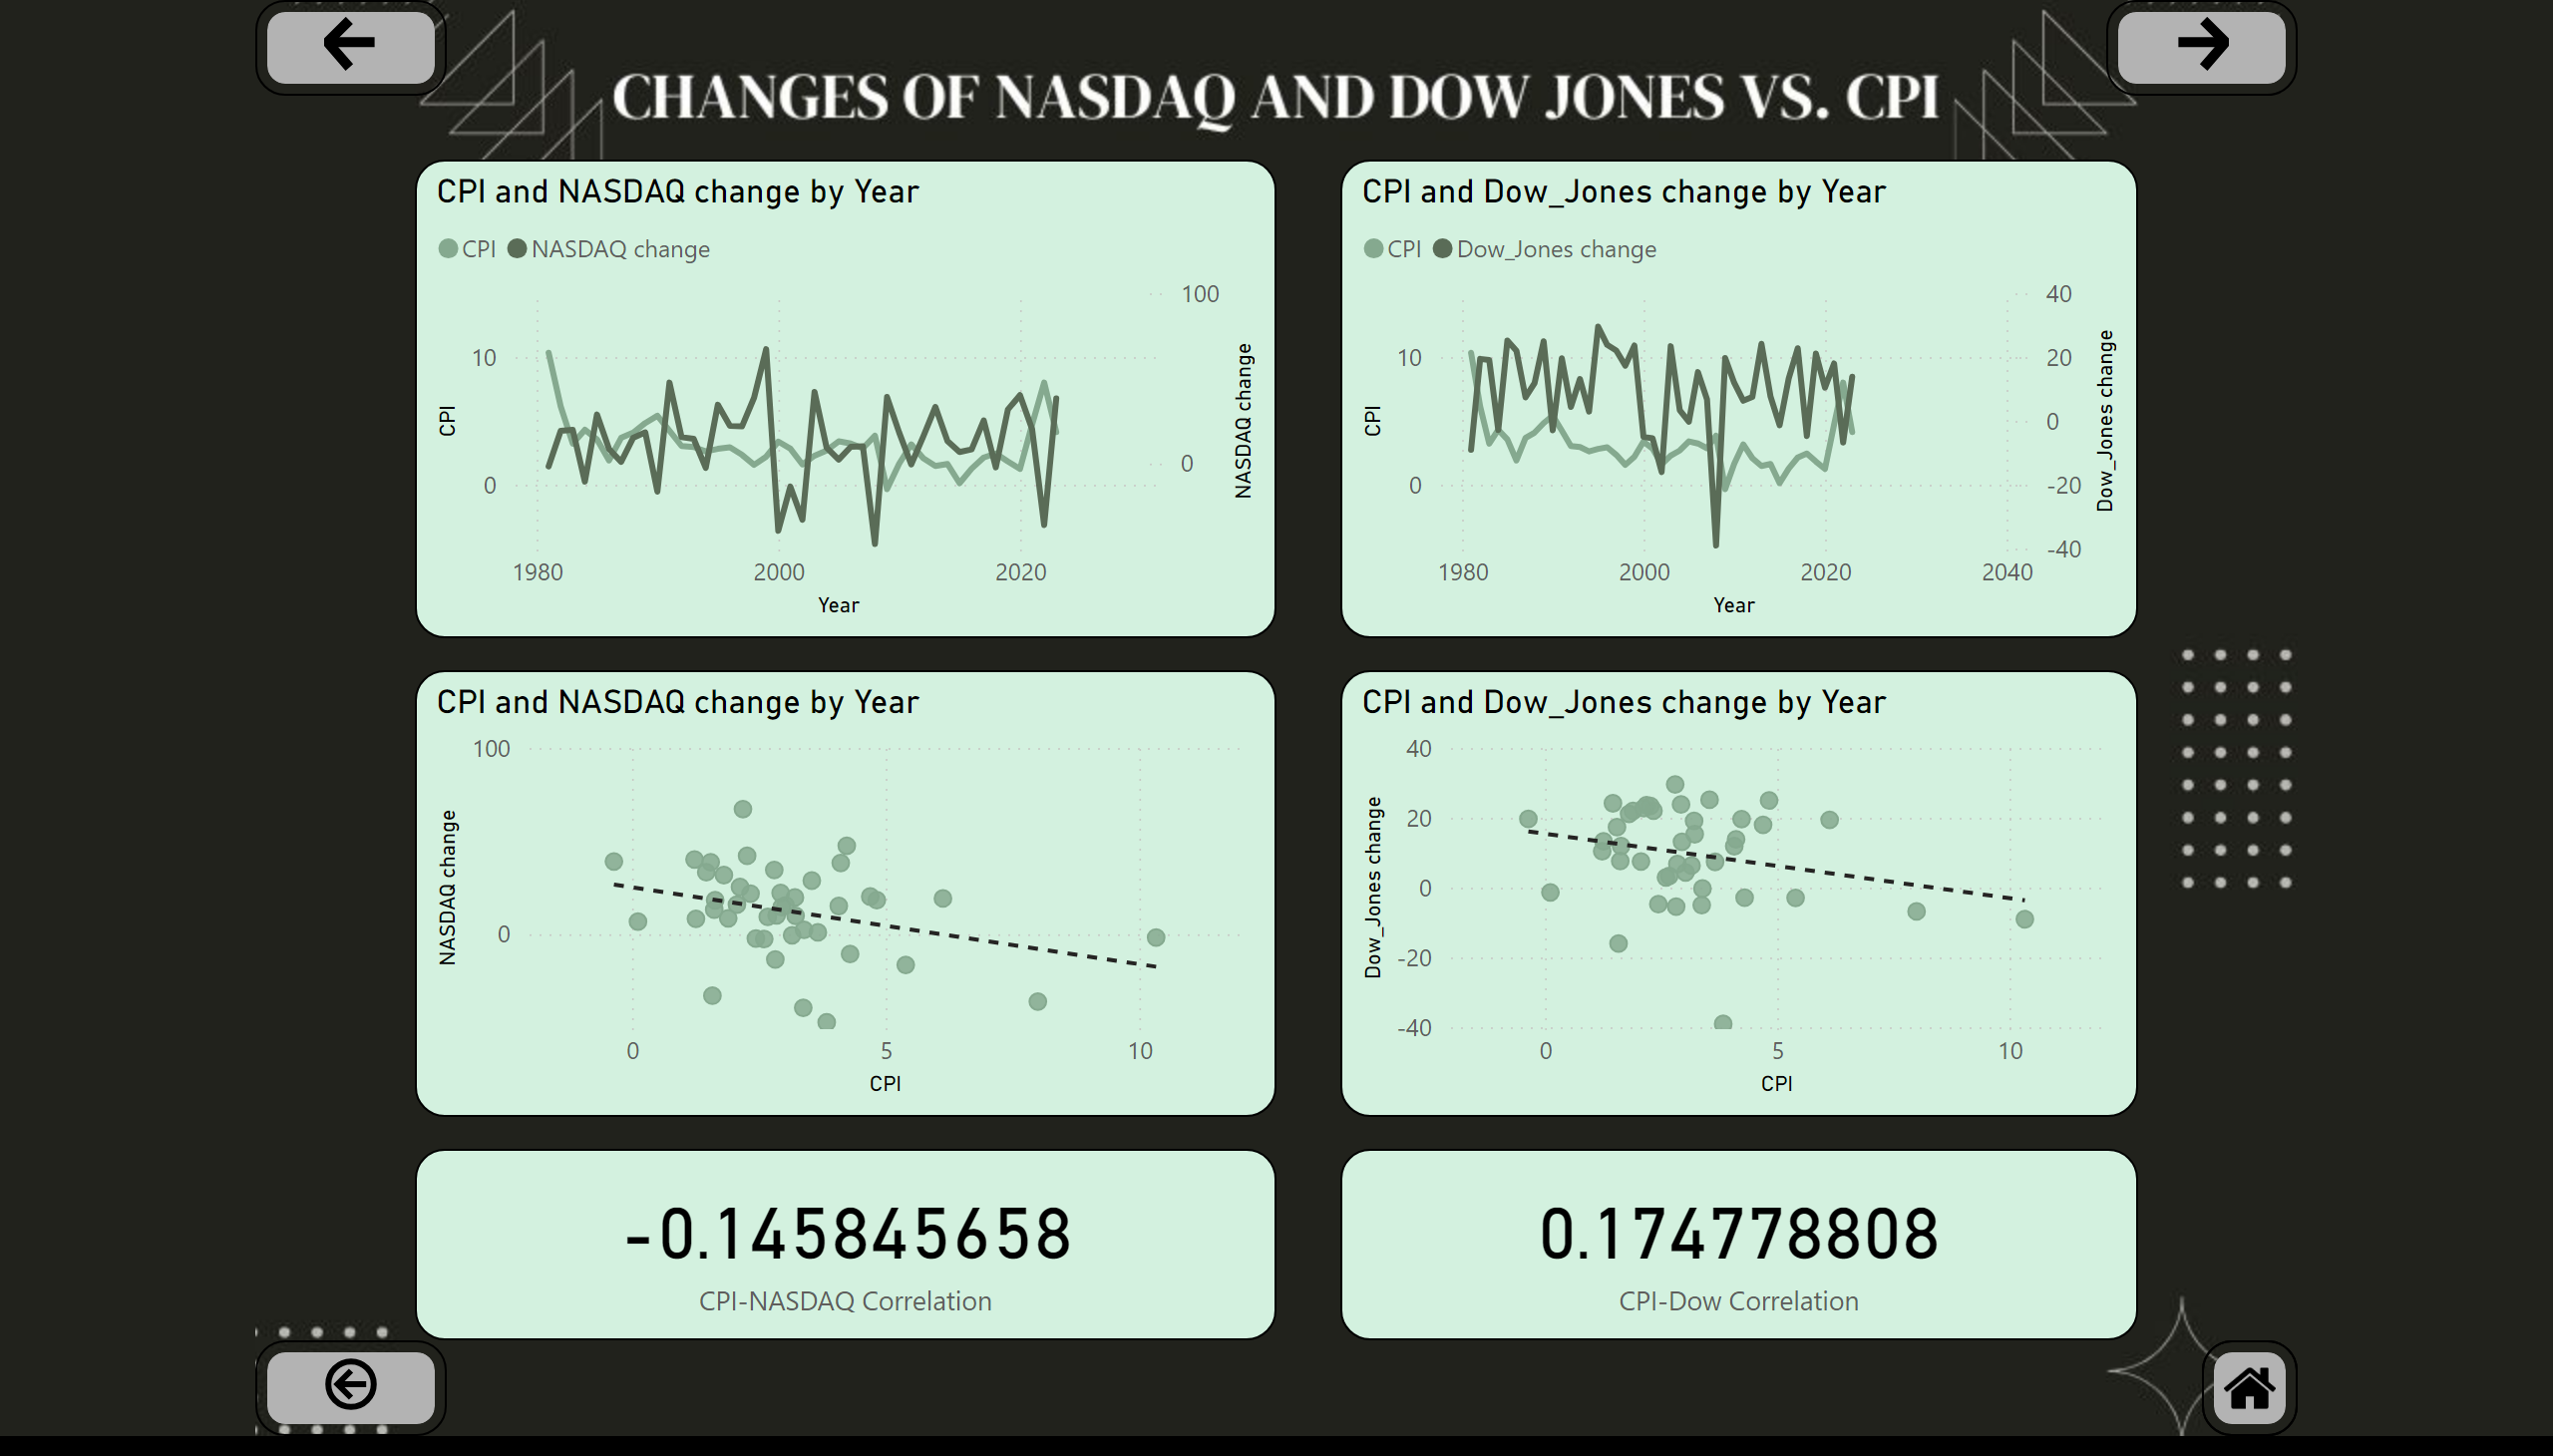 CHANGES OF NASDAQ AND DOW JONES VS. CPI
CPI and NASDAQ change by Year
CPI NASDAQ change
100
10
0
0
CPI
NASDAQ change
1980 2000 2020
Year
CPI and Dow_Jones change by Year
CPI Dow_Jones change
40
10 20
0
0 -20
-40
CPI
Dow_Jones change
1980 2000 2020 2040
Year
CPI and NASDAQ change by Year
100
0
NASDAQ change
0 5 10
CPI
CPI and Dow_Jones change by Year
40
20
0
-20
-40
Dow_Jones change
0 5 10
CPI
-0.145845658
CPI-NASDAQ Correlation
0.174778808
CPI-Dow Correlation